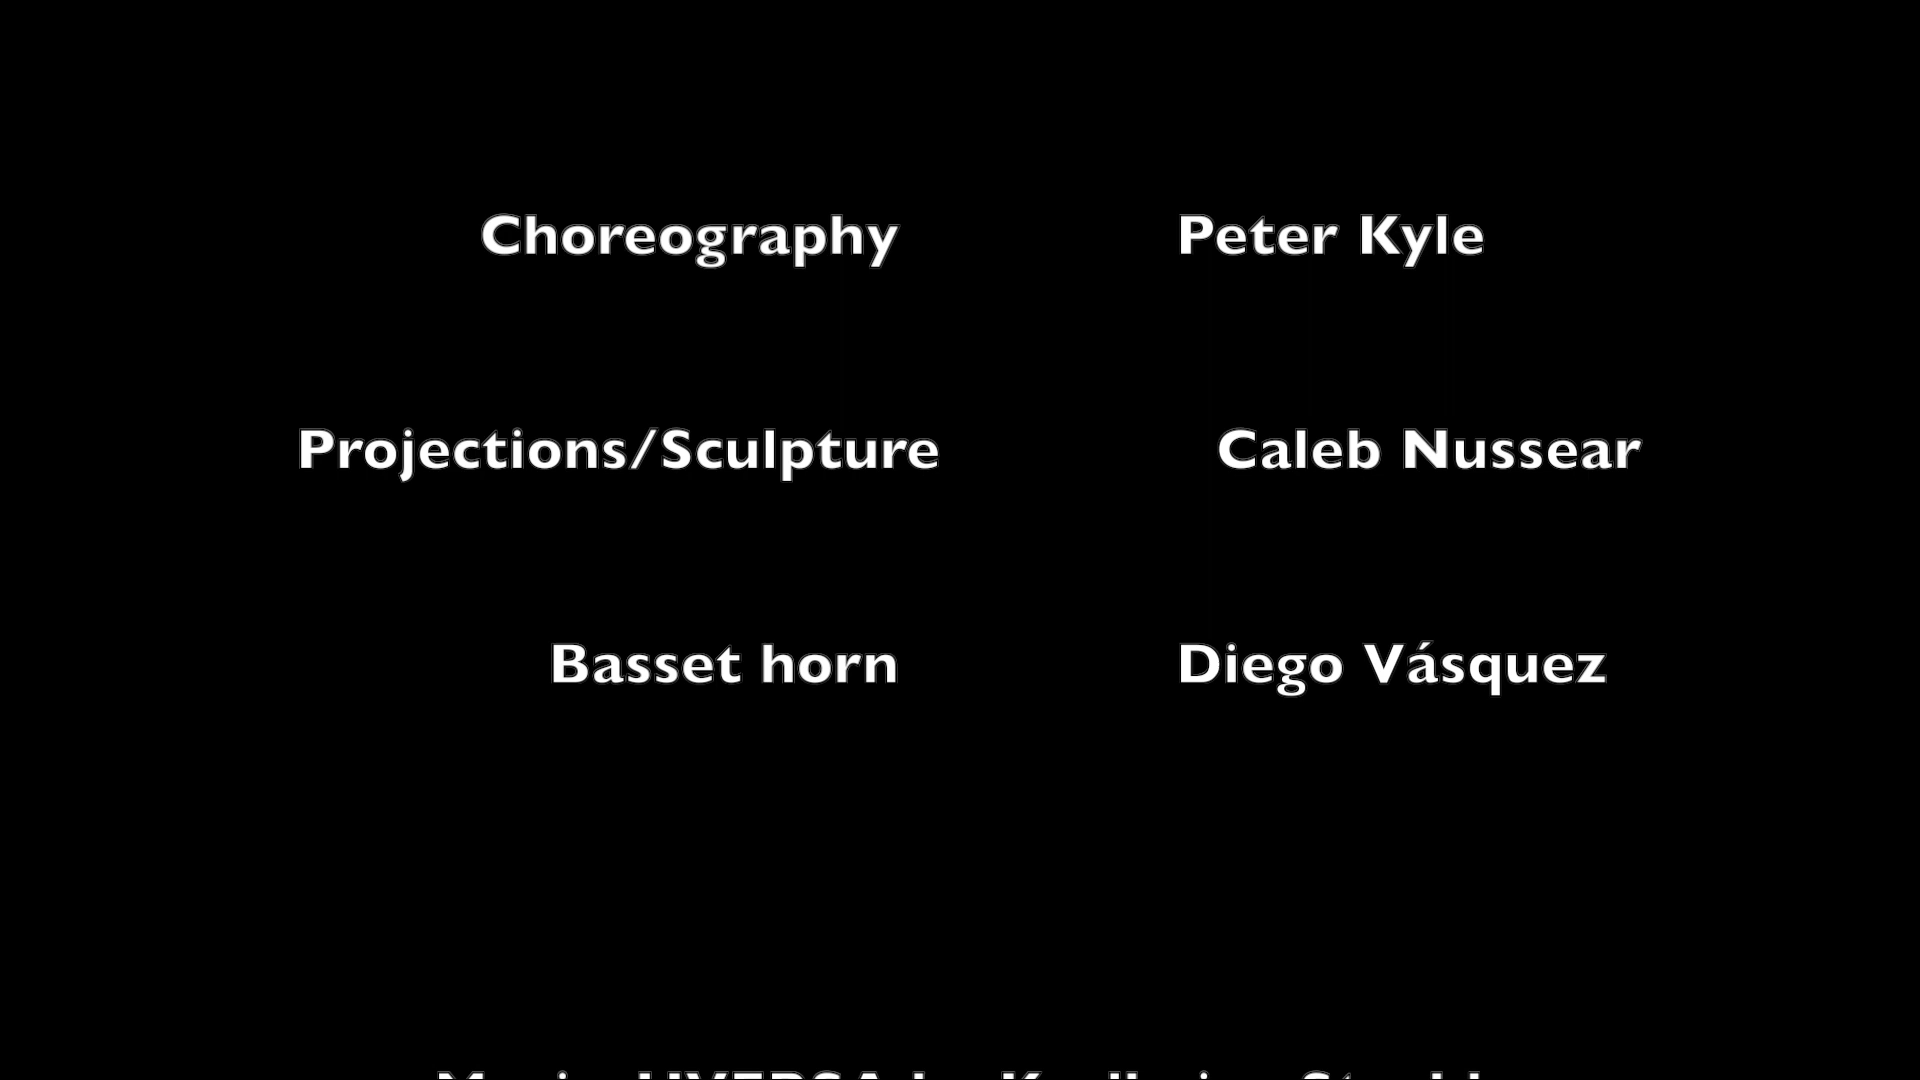 Choreography Peter Kyle
Projections/Sculpture Caleb Nussear
Basset horn Diego Vásquez